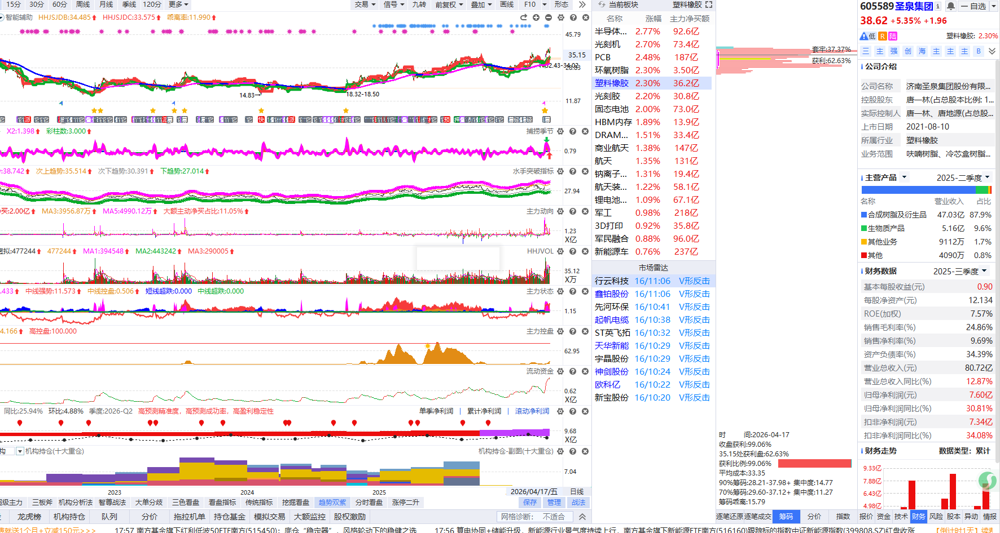 15分 30分 60分 周线 月线 季线 120分 更多 交易 信号 九转 前复权 叠加 画线 F10 形态
智能辅助 HHJSJDB:34.485 HHJSJDC:33.575 乖离率:11.990
45.79
35.15
32.43-34.02
28.83
18.32-18.50
14.83
11.87
X2:1.398 彩柱数:3.000 捕捞季节
0.79
:38.742 次上趋势:35.514 次下趋势:30.391 下趋势:27.014 水手突破指标
27.94
买:2.00亿 MA3:3956.87万 MA5:4990.12万 大额主动净买占比:11.05% 主力动向
1.23
X亿
虚拟:477244 477244 MA1:394548 MA2:443242 MA3:290005 HHJVOL
35.12
X万
.433 中线强势:11.573 中线控盘:0.506 短线超跌:0.000 中线超跌:0.000 主力状态
1.15
4.166 高控盘:100.000 主力控盘
62.95
流动资金
0.62
X亿
同比:25.94% 环比:4.88% 季度:2026-Q2 高预测精准度，高预测成功率，高盈利稳定性 单季净利润 | 累计净利润 | 滚动净利润
9.68
X亿
构 机构持仓(十大重仓) 机构持仓-副图(十大重仓)
7.04
2023 2024 2025 2026/04/17/五 日线
超级主力 三板斧 机构分析法 智尊战法 大单分歧 三色看盘 看盘指标 传统指标 挖掘看盘 趋势双紫 分时看盘 涨停二升 保存 管理 战法
龙虎榜 机构持仓 队列 分价 拖拉机单 持仓基金 模拟交易 大额监控 股权激励 网格诊断: 不适合
费就送1个月+立减150元>>> 17:57 南方基金旗下红利低波50ETF南方(515450)：底仓“稳定器”，风格轮动下的稳健之选 17:56 算电协同+储能升级，新能源行业景气度持续上行，南方基金旗下新能源ETF南方(516160)跟踪标的指数中证新能源指数(399808.SZ)红盘收涨 【倒计时1天】续费
当前板块 塑料橡胶
名称 涨幅 主力净买额
半导体... 2.77% 92.6亿
光刻机 2.70% 73.4亿
PCB 2.48% 187亿
环氧树脂 2.30% 3.50亿
塑料橡胶 2.30% 36.2亿
光刻胶 2.20% 30.8亿
固态电池 2.00% 73.0亿
HBM内存 1.89% 13.9亿
DRAM... 1.51% 33.4亿
商业航天 1.38% 147亿
航天 1.35% 131亿
钠离子... 1.31% 19.4亿
航天装... 1.22% 58.1亿
锂电池... 1.09% 67.1亿
军工 0.98% 218亿
3D打印 0.92% 35.8亿
军民融合 0.88% 96.0亿
新能源车 0.76% 237亿
市场雷达
行云科技 16/11:06 V形反击
鑫铂股份 16/11:06 V形反击
先河环保 16/10:41 V形反击
起帆电缆 16/10:38 V形反击
ST英飞拓 16/10:32 V形反击
天华新能 16/10:29 V形反击
宇晶股份 16/10:29 V形反击
神剑股份 16/10:24 V形反击
欧科亿 16/10:22 V形反击
新宝股份 16/10:20 V形反击
套牢:37.37%
获利:62.63%
时 间:2026-04-17
收盘获利:99.06%
35.15处获利盘:62.63%
获利比例:99.06%
平均成本:33.35
90%筹码:28.21-37.98+ 集中度:14.77
70%筹码:29.60-37.12+ 集中度:11.27
筹码乖离:15.79
逐笔还原 逐笔成交 筹码 分价 指数
605589 圣泉集团 自选
38.62 +5.35% +1.96
低 R 陆 塑料橡胶: 2.30%
三 主 强 创 海 主 主 主 B
公司介绍
公司名称 济南圣泉集团股份有限...
控股股东 唐一林(占总股本比例: 1...
实际控制人 唐一林、唐地源(占总股...
上市日期 2021-08-10
所属行业 塑料橡胶
业务范围 呋喃树脂、冷芯盒树脂...
主营产品 2025-二季度
名称 营业收入 占比
合成树脂及衍生品 47.03亿 87.9%
生物质产品 5.16亿 9.6%
其他业务 9112万 1.7%
其他 4090万 0.8%
财务数据 2025-三季度
基本每股收益(元) 0.90
每股净资产(元) 12.134
ROE(加权) 7.57%
销售毛利率(%) 24.86%
销售净利率(%) 9.69%
资产负债率(%) 34.39%
营业总收入(元) 80.72亿
营业总收入同比(%) 12.87%
归母净利润(元) 7.60亿
归母净利润同比(%) 30.81%
扣非净利润(元) 7.34亿
扣非净利润同比(%) 34.08%
财务走势 数据类型: 累计
9.33亿
7.88亿
6.43亿
4.98亿
报价 资金 技术 财务 风险 股本 异动 情报